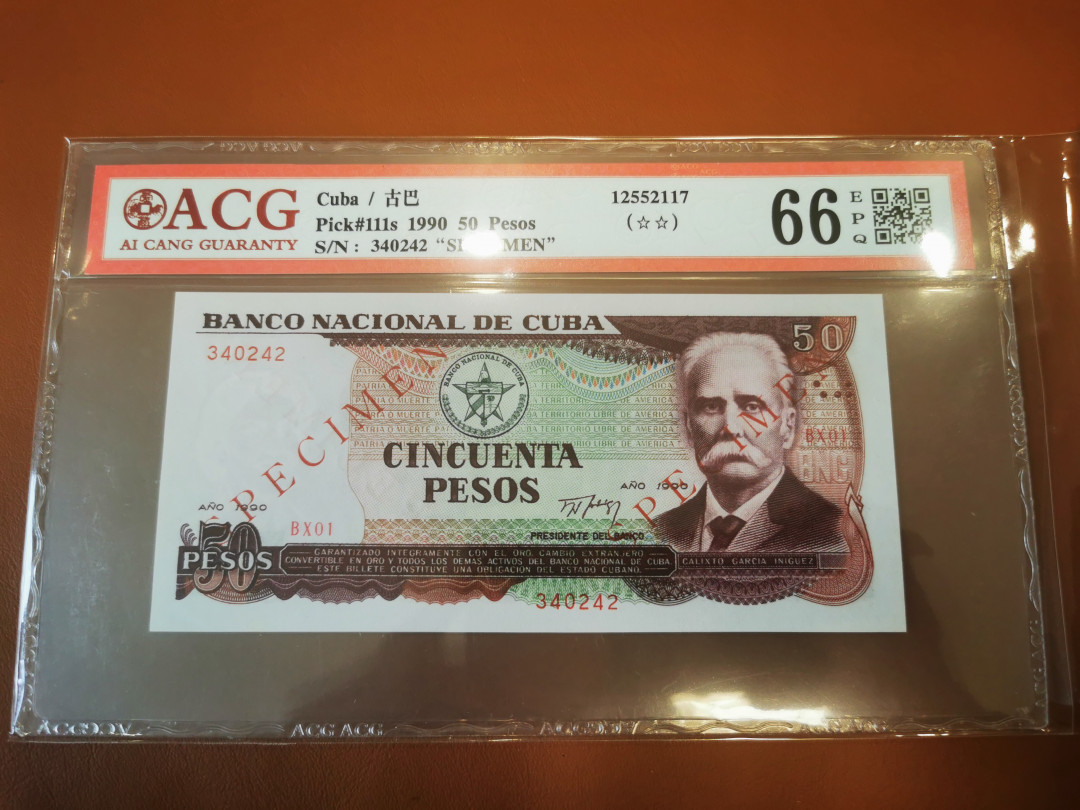 ACG
AI CANG GUARANTY
Cuba / 古巴
Pick#111s 1990 50 Pesos
S/N : 340242 "SPECIMEN"
12552117
(☆☆)
66
EPQ
BANCO NACIONAL DE CUBA
50
340242
SPECIMEN
BANCO NACIONAL DE CUBA
PATRIA O MUERTE
CUBA TERRITORIO LIBRE DE AMERICA
CINCUENTA
PESOS
BX01
BNC
AÑO 1990
AÑO 1990
BX01
SPECIMEN
PRESIDENTE DEL BANCO
50
PESOS
GARANTIZADO INTEGRAMENTE CON EL ORO, CAMBIO EXTRANJERO
CONVERTIBLE EN ORO Y TODOS LOS DEMAS ACTIVOS DEL BANCO NACIONAL DE CUBA.
ESTE BILLETE CONSTITUYE UNA OBLIGACION DEL ESTADO CUBANO.
CALIXTO GARCIA IÑIGUEZ
340242
ACG ACG